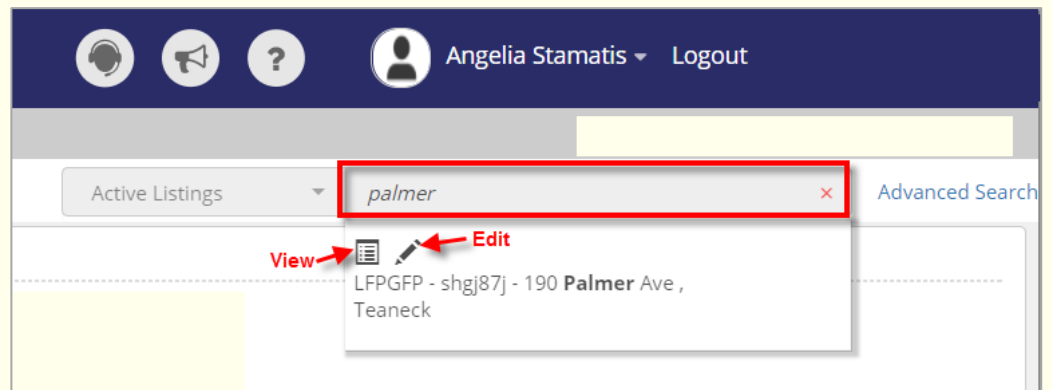 ? Angelia Stamatis Logout
Active Listings palmer × Advanced Search
View Edit
LFPGFP - shgj87j - 190 Palmer Ave ,
Teaneck